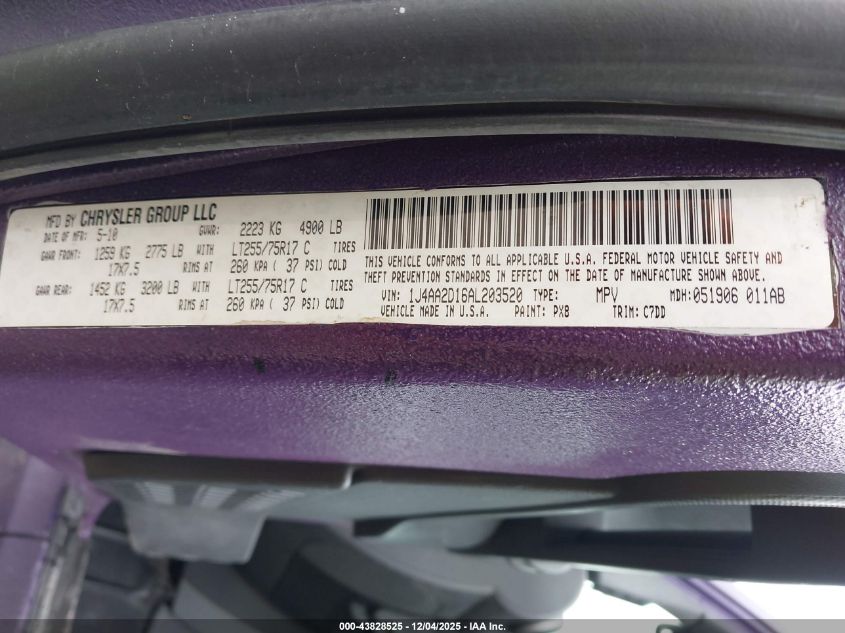 MFD BY CHRYSLER GROUP LLC
DATE OF MFR: 5-10 GVWR: 2223 KG 4900 LB
GAWR FRONT: 1259 KG 2775 LB WITH LT255/75R17 C TIRES
17X7.5 RIMS AT 260 KPA ( 37 PSI) COLD
GAWR REAR: 1452 KG 3200 LB WITH LT255/75R17 C TIRES
17X7.5 RIMS AT 260 KPA ( 37 PSI) COLD
THIS VEHICLE CONFORMS TO ALL APPLICABLE U.S.A. FEDERAL MOTOR VEHICLE SAFETY AND
THEFT PREVENTION STANDARDS IN EFFECT ON THE DATE OF MANUFACTURE SHOWN ABOVE.
VIN: 1J4AA2D16AL203520 TYPE: MPV MDH: 051906 011AB
VEHICLE MADE IN U.S.A. PAINT: PX8 TRIM: C7DD
000-43828525 - 12/04/2025 - IAA Inc.